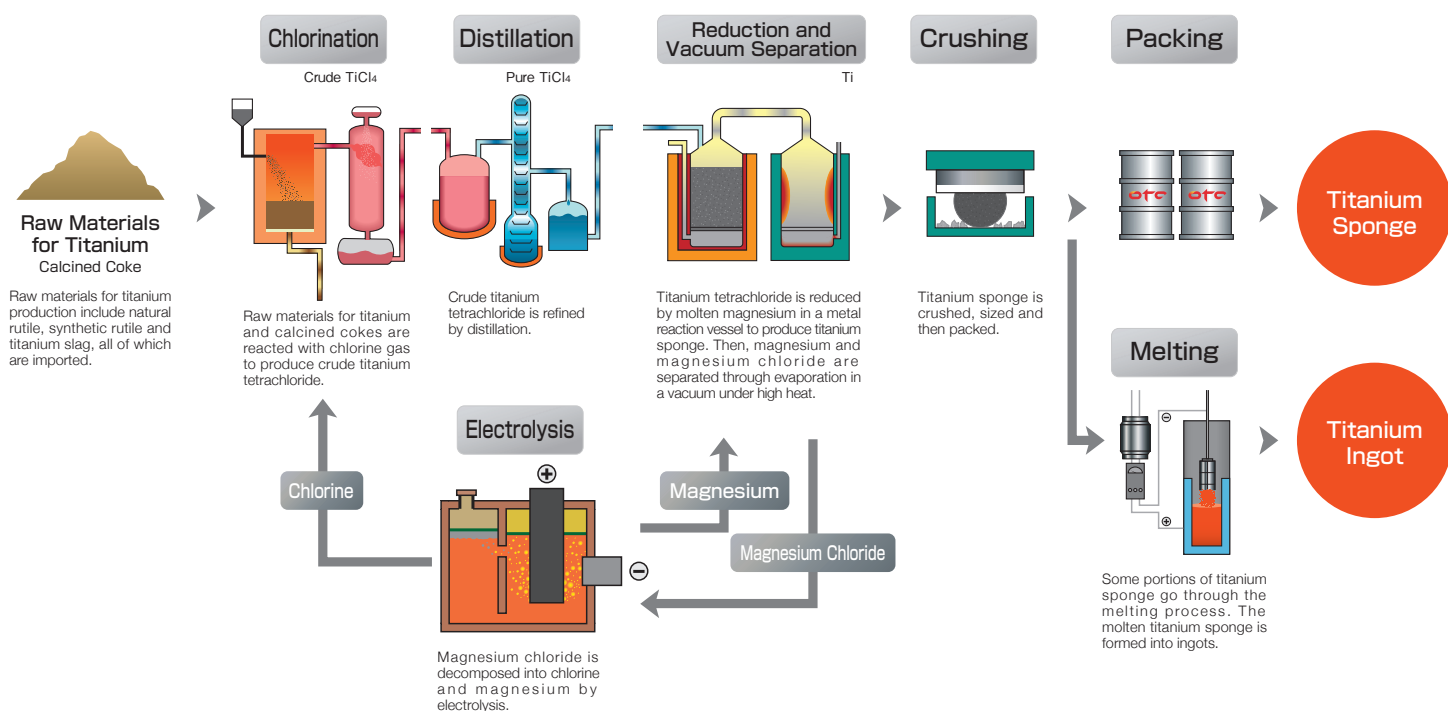 Chlorination
Crude TiCl4
Distillation
Pure TiCl4
Reduction and
Vacuum Separation
Ti
Crushing
Packing
Raw Materials
for Titanium
Calcined Coke
Raw materials for titanium
production include natural
rutile, synthetic rutile and
titanium slag, all of which
are imported.
Raw materials for titanium
and calcined cokes are
reacted with chlorine gas
to produce crude titanium
tetrachloride.
Crude titanium
tetrachloride is refined
by distillation.
Titanium tetrachloride is reduced
by molten magnesium in a metal
reaction vessel to produce titanium
sponge. Then, magnesium and
magnesium chloride are
separated through evaporation in
a vacuum under high heat.
Titanium sponge is
crushed, sized and
then packed.
otc
otc
Titanium
Sponge
Melting
⊖
⊕
Some portions of titanium
sponge go through the
melting process. The
molten titanium sponge is
formed into ingots.
Titanium
Ingot
Electrolysis
⊕
⊖
Chlorine
Magnesium
Magnesium Chloride
Magnesium chloride is
decomposed into chlorine
and magnesium by
electrolysis.